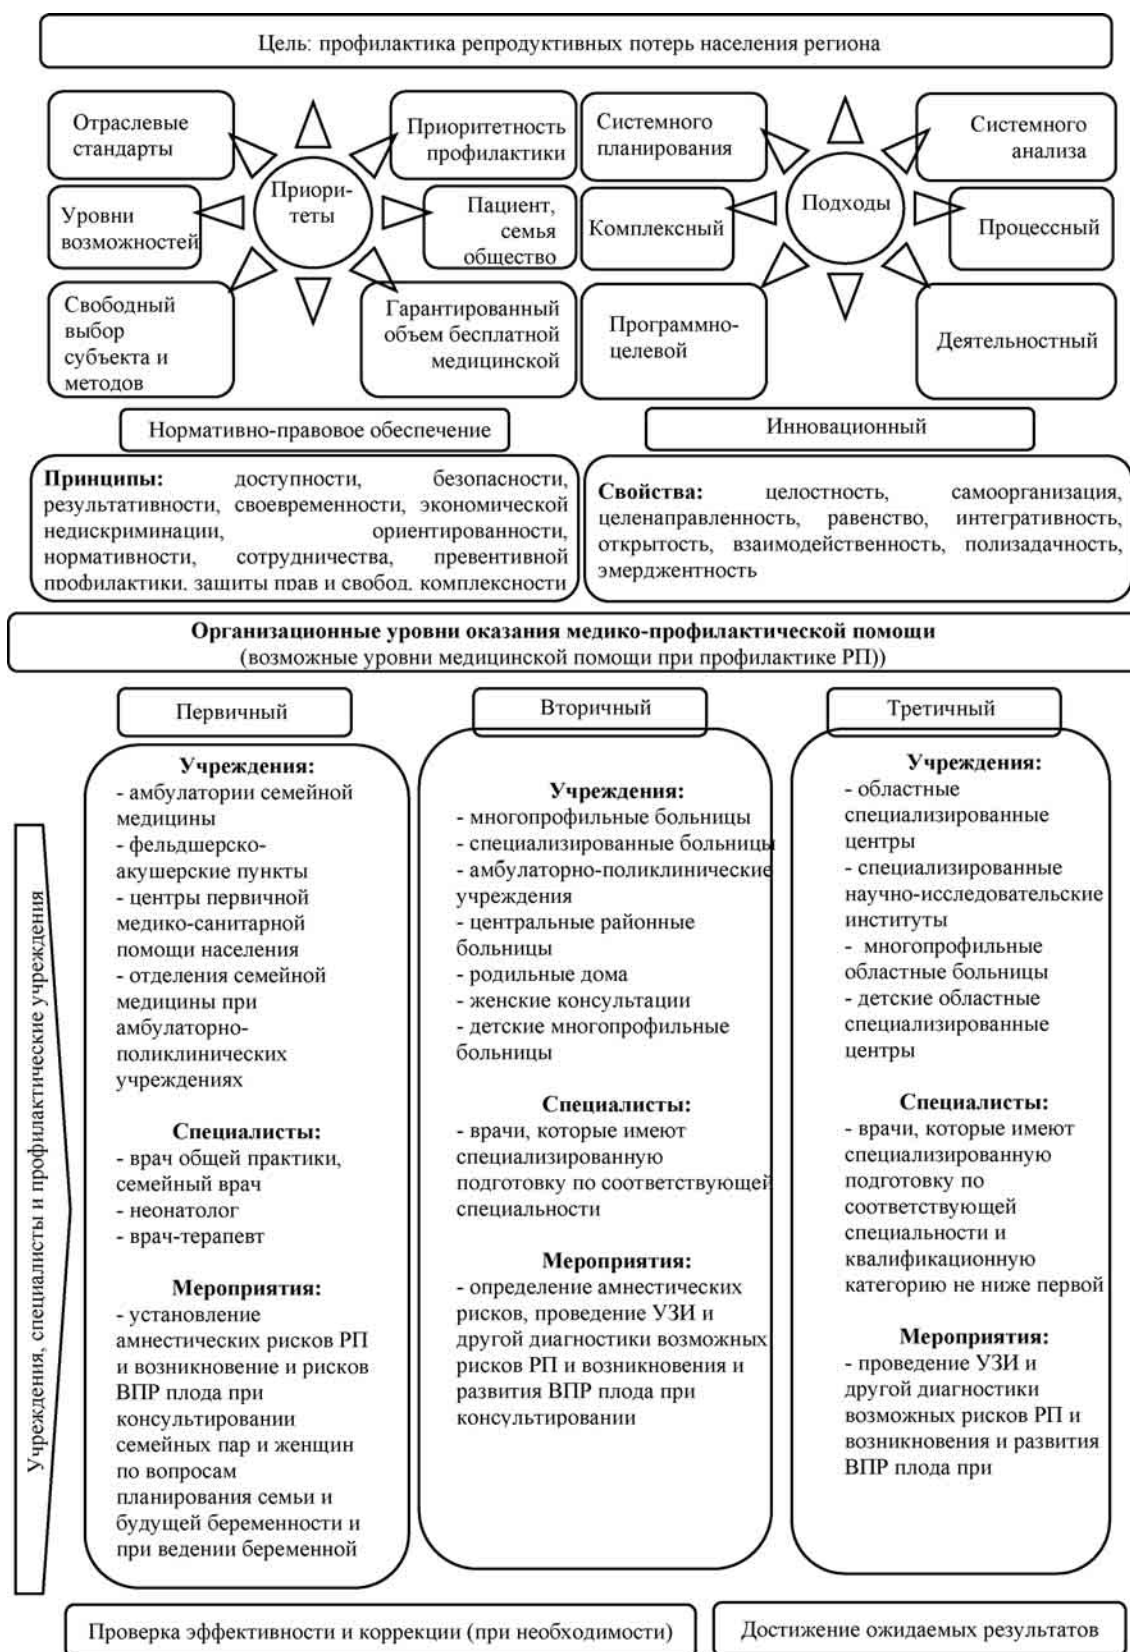 Цель: профилактика репродуктивных потерь населения региона
Отраслевые
стандарты
Приоритетность
профилактики
Приори-
теты
Уровни
возможностей
Пациент,
семья
общество
Свободный
выбор
субъекта и
методов
Гарантированный
объем бесплатной
медицинской
Системного
планирования
Системного
анализа
Подходы
Комплексный
Процессный
Программно-
целевой
Деятельностный
Нормативно-правовое обеспечение
Инновационный
Принципы: доступности, безопасности,
результативности, своевременности, экономической
недискриминации, ориентированности,
нормативности, сотрудничества, превентивной
профилактики, защиты прав и свобод, комплексности
Свойства: целостность, самоорганизация,
целенаправленность, равенство, интегративность,
открытость, взаимодейственность, полизадачность,
эмерджентность
Организационные уровни оказания медико-профилактической помощи
(возможные уровни медицинской помощи при профилактике РП))
Учреждения, специалисты и профилактические учреждения
Первичный
Учреждения:
- амбулатории семейной
медицины
- фельдшерско-
акушерские пункты
- центры первичной
медико-санитарной
помощи населения
- отделения семейной
медицины при
амбулаторно-
поликлинических
учреждениях
Специалисты:
- врач общей практики,
семейный врач
- неонатолог
- врач-терапевт
Мероприятия:
- установление
амнестических рисков РП
и возникновение и рисков
ВПР плода при
консультировании
семейных пар и женщин
по вопросам
планирования семьи и
будущей беременности и
при ведении беременной
Вторичный
Учреждения:
- многопрофильные больницы
- специализированные больницы
- амбулаторно-поликлинические
учреждения
- центральные районные
больницы
- родильные дома
- женские консультации
- детские многопрофильные
больницы
Специалисты:
- врачи, которые имеют
специализированную
подготовку по соответствующей
специальности
Мероприятия:
- определение амнестических
рисков, проведение УЗИ и
другой диагностики возможных
рисков РП и возникновения и
развития ВПР плода при
консультировании
Третичный
Учреждения:
- областные
специализированные
центры
- специализированные
научно-исследовательские
институты
- многопрофильные
областные больницы
- детские областные
специализированные
центры
Специалисты:
- врачи, которые имеют
специализированную
подготовку по
соответствующей
специальности и
квалификационную
категорию не ниже первой
Мероприятия:
- проведение УЗИ и
другой диагностики
возможных рисков РП и
возникновения и развития
ВПР плода при
Проверка эффективности и коррекции (при необходимости)
Достижение ожидаемых результатов